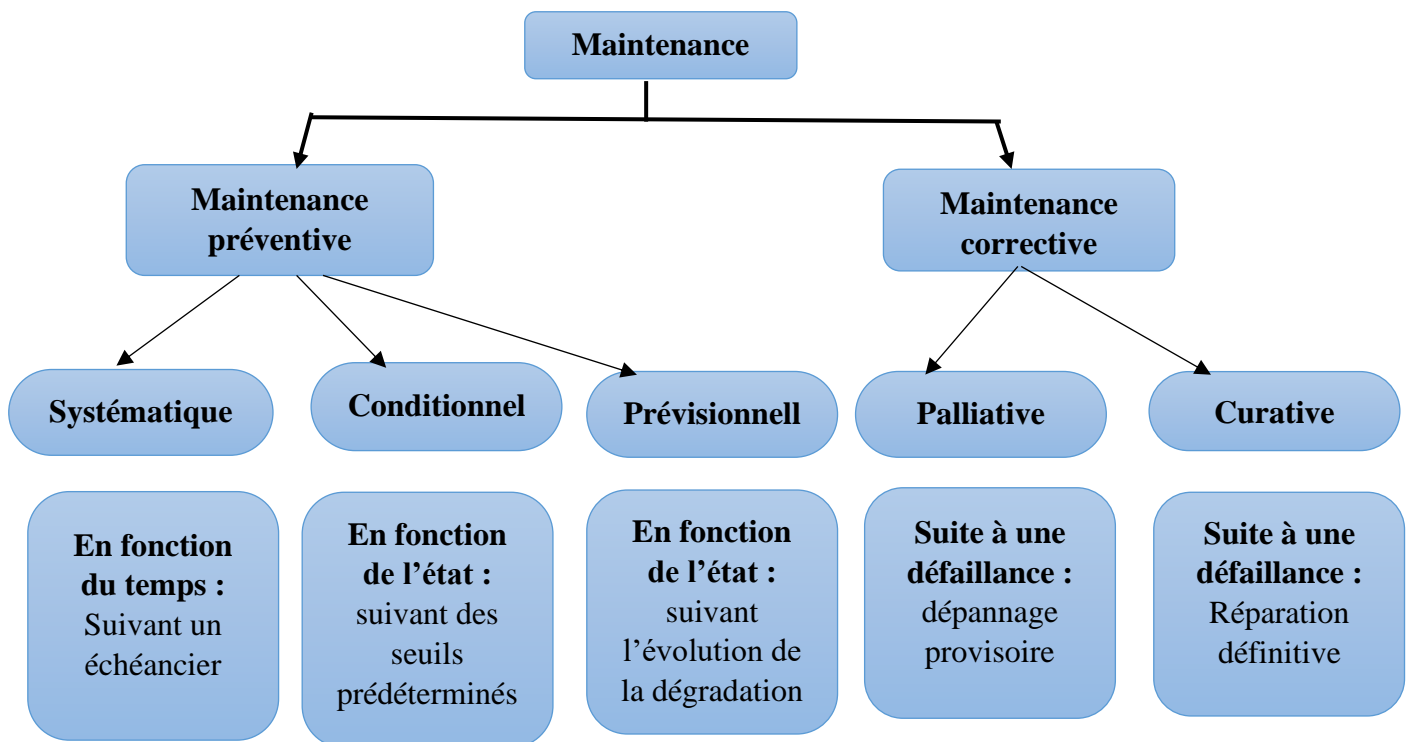 Maintenance
Maintenance
préventive
Maintenance
corrective
Systématique
Conditionnel
Prévisionnell
Palliative
Curative
En fonction
du temps :
Suivant un
échéancier
En fonction
de l’état :
suivant des
seuils
prédéterminés
En fonction
de l’état :
suivant
l’évolution de
la dégradation
Suite à une
défaillance :
dépannage
provisoire
Suite à une
défaillance :
Réparation
définitive